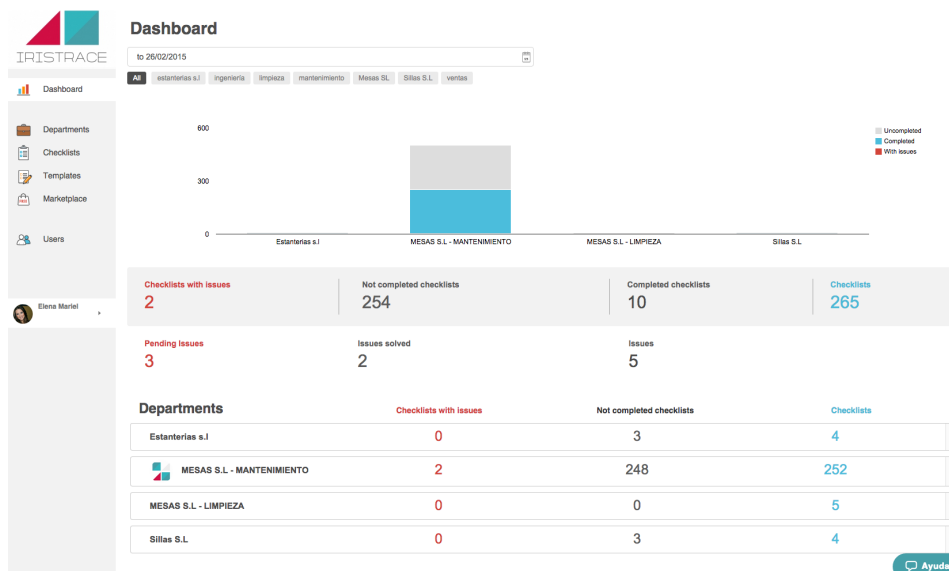 IRISTRACE
Dashboard
to 26/02/2015
All estanterias s.l ingeniería limpieza mantenimiento Mesas SL Sillas S.L ventas
Dashboard
Departments
Checklists
Templates
Marketplace
Users
Elena Mariel
600
300
0
Uncompleted
Completed
With issues
Estanterias s.l MESAS S.L - MANTENIMIENTO MESAS S.L - LIMPIEZA Sillas S.L
Checklists with issues Not completed checklists Completed checklists Checklists
2 254 10 265
Pending Issues Issues solved Issues
3 2 5
Departments Checklists with issues Not completed checklists Checklists
Estanterias s.l 0 3 4
MESAS S.L - MANTENIMIENTO 2 248 252
MESAS S.L - LIMPIEZA 0 0 5
Sillas S.L 0 3 4
Ayuda